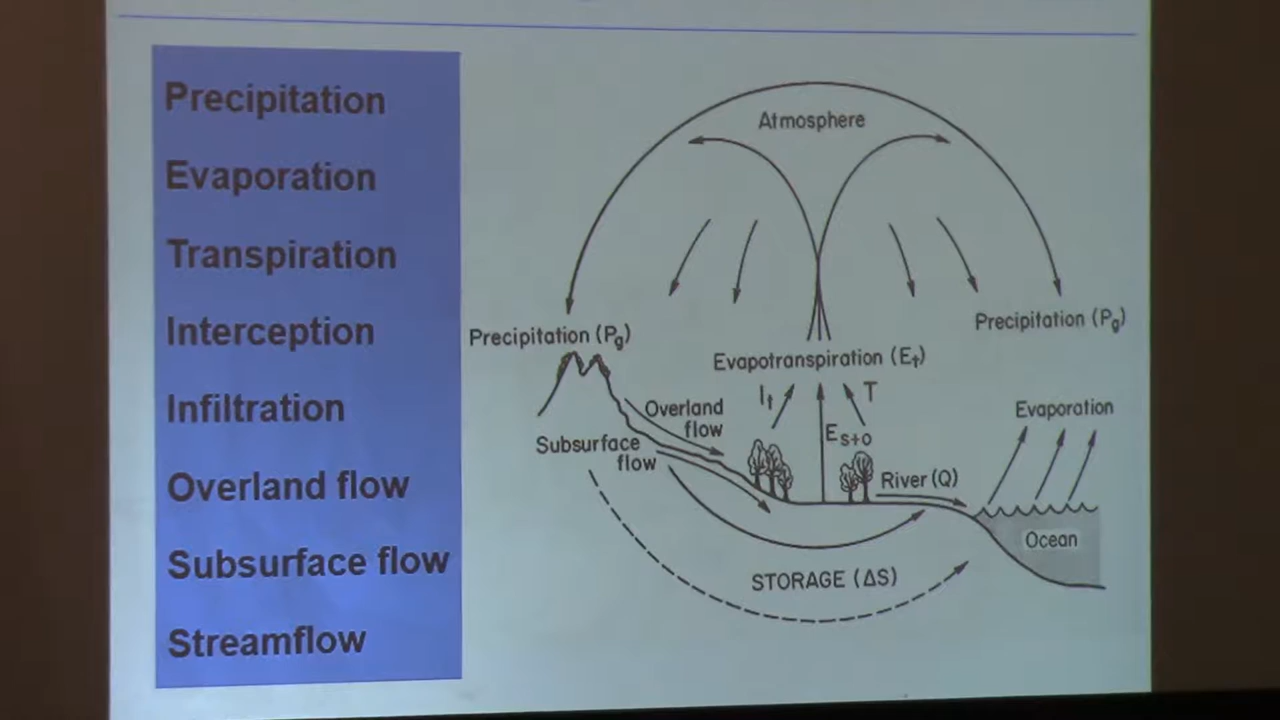 Precipitation
Evaporation
Transpiration
Interception
Infiltration
Overland flow
Subsurface flow
Streamflow
Atmosphere
Precipitation (Pg)
Precipitation (Pg)
Evapotranspiration (Et)
It
T
Overland
flow
Es+o
Evaporation
Subsurface
flow
River (Q)
Ocean
STORAGE (ΔS)